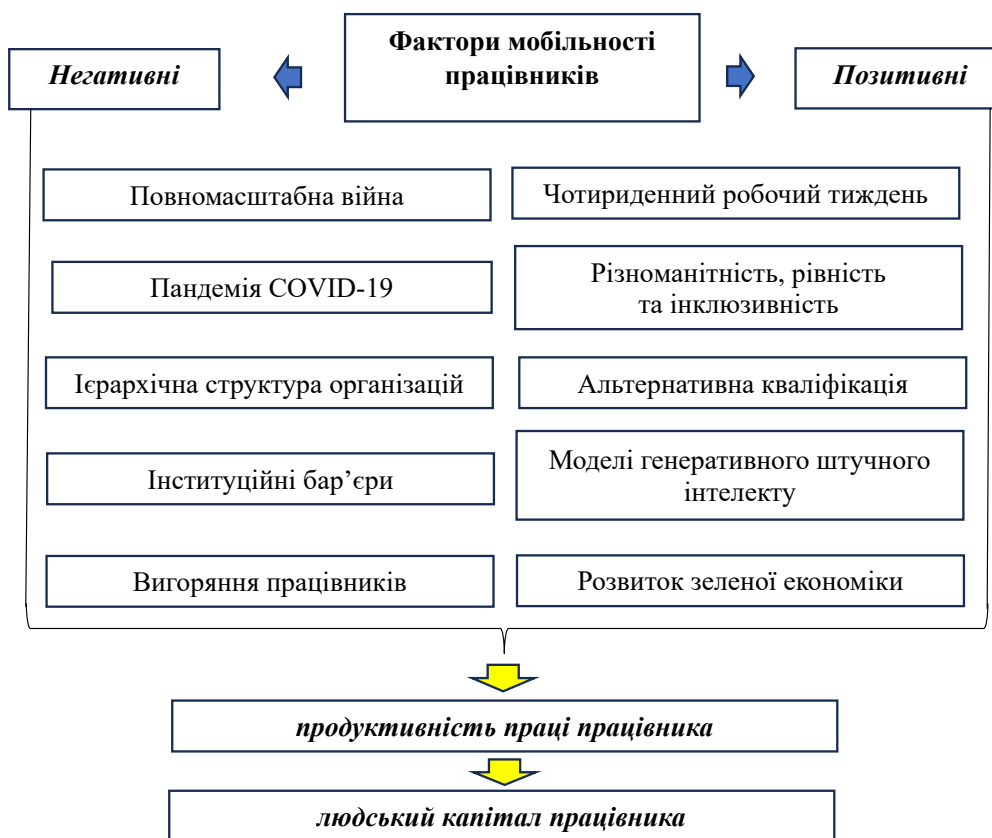 Фактори мобільності
працівників
Негативні
Позитивні
Повномасштабна війна
Чотириденний робочий тиждень
Пандемія COVID-19
Різноманітність, рівність
та інклюзивність
Ієрархічна структура організацій
Альтернативна кваліфікація
Інституційні бар’єри
Моделі генеративного штучного
інтелекту
Вигоряння працівників
Розвиток зеленої економіки
продуктивність праці працівника
людський капітал працівника